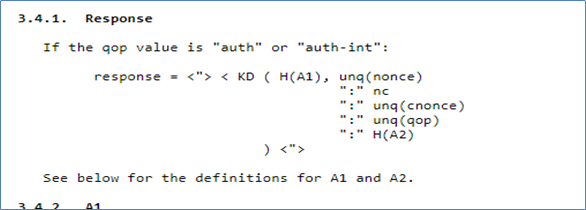 3.4.1. Response
If the qop value is "auth" or "auth-int":
response = <"> < KD ( H(A1), unq(nonce)
":" nc
":" unq(cnonce)
":" unq(qop)
":" H(A2)
) <">
See below for the definitions for A1 and A2.
3.4.2. A1